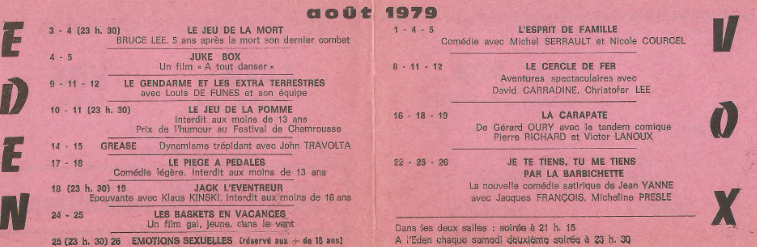 août 1979
EDEN
3 - 4 (23 h. 30) LE JEU DE LA MORT
BRUCE LEE. 5 ans après la mort son dernier combat
4 - 5 JUKE BOX
Un film « A tout danser »
9 - 11 - 12 LE GENDARME ET LES EXTRA TERRESTRES
avec Louis DE FUNES et son équipe
10 - 11 (23 h. 30) LE JEU DE LA POMME
Interdit aux moins de 13 ans
Prix de l'humour au Festival de Chamrousse
14 - 15 GREASE Dynamisme trépidant avec John TRAVOLTA
17 - 18 LE PIEGE A PEDALES
Comédie légère. Interdit aux moins de 13 ans
18 (23 h. 30) 19 JACK L'EVENTREUR
Epouvante avec Klaus KINSKI. Interdit aux moins de 18 ans
24 - 25 LES BASKETS EN VACANCES
Un film gai, jeune, dans le vent
25 (23 h. 30) 26 EMOTIONS SEXUELLES (réservé aux + de 18 ans)
VOX
1 - 4 - 5 L'ESPRIT DE FAMILLE
Comédie avec Michel SERRAULT et Nicole COURCEL
8 - 11 - 12 LE CERCLE DE FER
Aventures spectaculaires avec
David CARRADINE, Christofer LEE
16 - 18 - 19 LA CARAPATE
De Gérard OURY avec le tandem comique
Pierre RICHARD et Victor LANOUX
22 - 25 - 26 JE TE TIENS, TU ME TIENS
PAR LA BARBICHETTE
La nouvelle comédie satirique de Jean YANNE
avec Jacques FRANÇOIS, Micheline PRESLE
Dans les deux salles : soirée à 21 h. 15
A l'Eden chaque samedi deuxième soirée à 23 h. 30